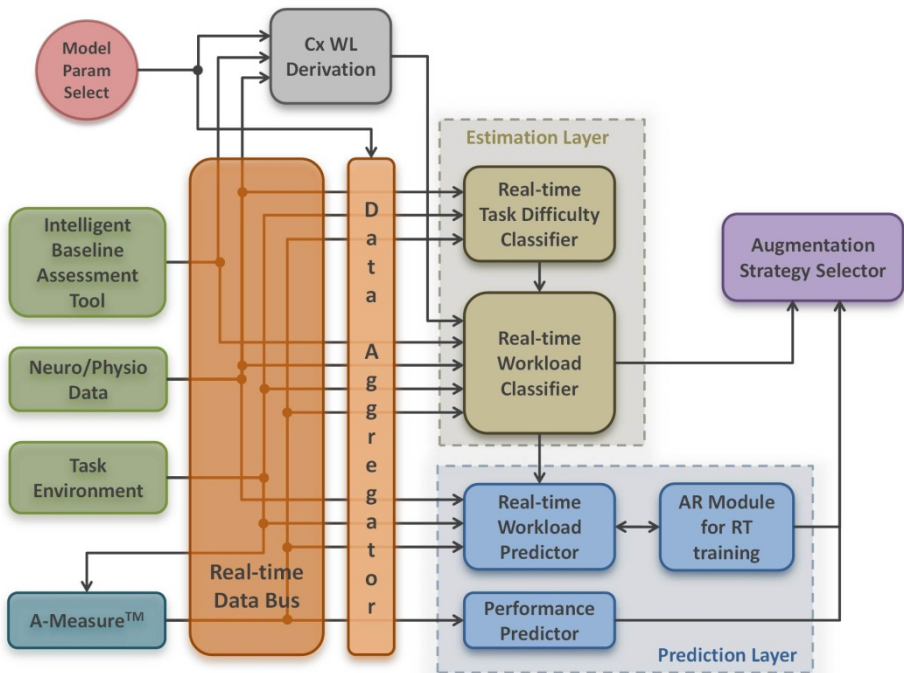 Model
Param
Select
Cx WL
Derivation
Estimation Layer
Real-time
Task Difficulty
Classifier
Intelligent
Baseline
Assessment
Tool
Data Aggregator
Augmentation
Strategy Selector
Real-time
Workload
Classifier
Neuro/Physio
Data
Task
Environment
Real-time
Workload
Predictor
AR Module
for RT
training
Real-time
Data Bus
A-Measure™
Performance
Predictor
Prediction Layer